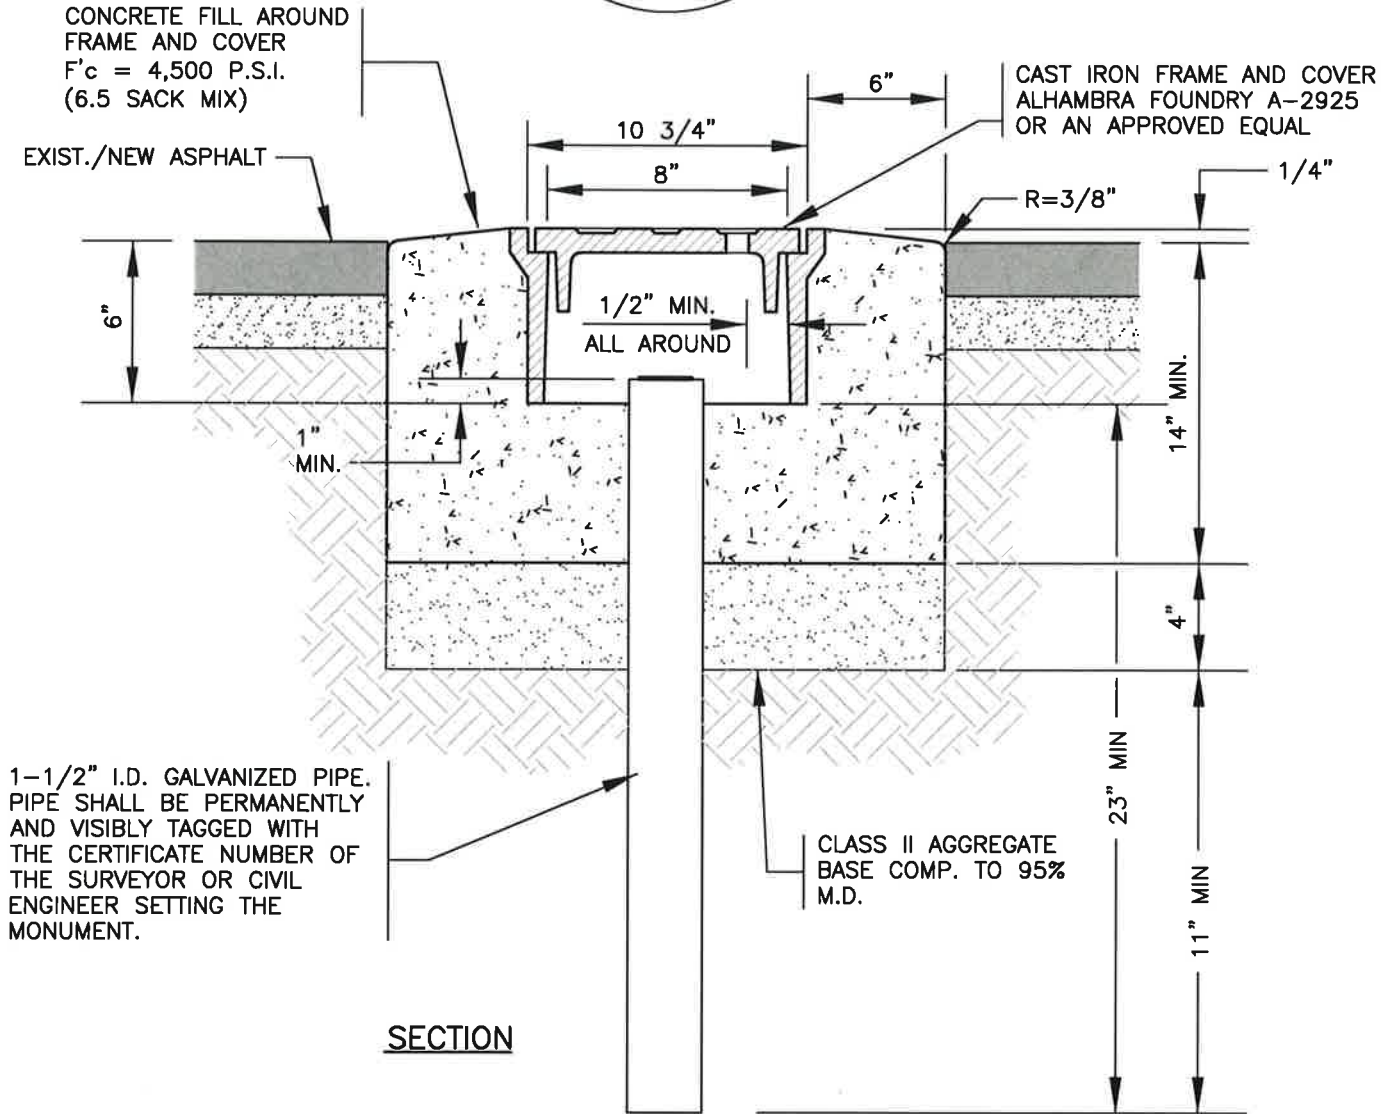 CONCRETE FILL AROUND
FRAME AND COVER
F'c = 4,500 P.S.I.
(6.5 SACK MIX)
EXIST./NEW ASPHALT
10 3/4"
8"
6"
CAST IRON FRAME AND COVER
ALHAMBRA FOUNDRY A-2925
OR AN APPROVED EQUAL
1/4"
R=3/8"
6"
1/2" MIN.
ALL AROUND
1"
MIN.
14" MIN.
4"
23" MIN
11" MIN
1-1/2" I.D. GALVANIZED PIPE.
PIPE SHALL BE PERMANENTLY
AND VISIBLY TAGGED WITH
THE CERTIFICATE NUMBER OF
THE SURVEYOR OR CIVIL
ENGINEER SETTING THE
MONUMENT.
CLASS II AGGREGATE
BASE COMP. TO 95%
M.D.
SECTION